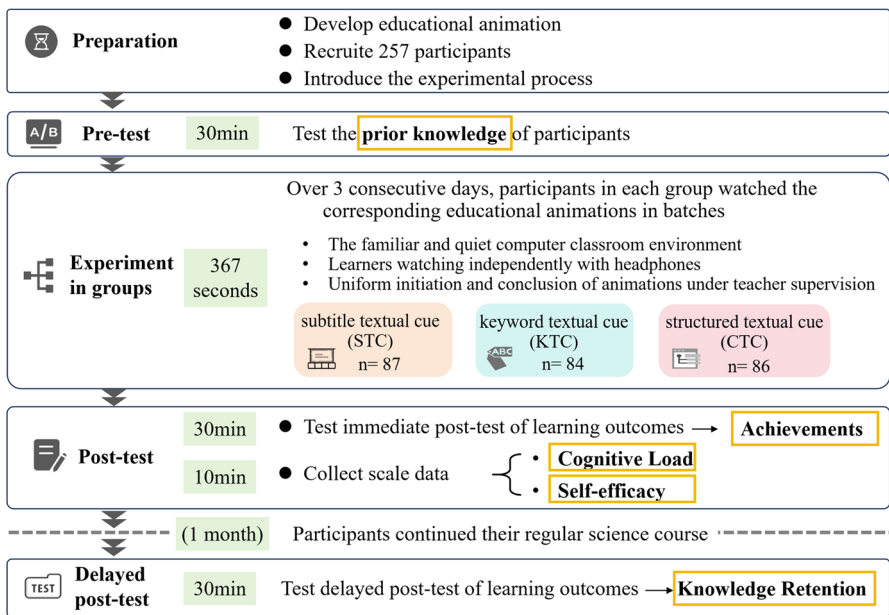 Preparation
● Develop educational animation
● Recruite 257 participants
● Introduce the experimental process
A/B
Pre-test
30min
Test the prior knowledge of participants
Experiment
in groups
367
seconds
Over 3 consecutive days, participants in each group watched the
corresponding educational animations in batches
• The familiar and quiet computer classroom environment
• Learners watching independently with headphones
• Uniform initiation and conclusion of animations under teacher supervision
subtitle textual cue
(STC)
n= 87
keyword textual cue
(KTC)
ABC
n= 84
structured textual cue
(CTC)
n= 86
Post-test
30min
● Test immediate post-test of learning outcomes
Achievements
10min
● Collect scale data
• Cognitive Load
• Self-efficacy
(1 month)
Participants continued their regular science course
TEST
Delayed
post-test
30min
Test delayed post-test of learning outcomes
Knowledge Retention